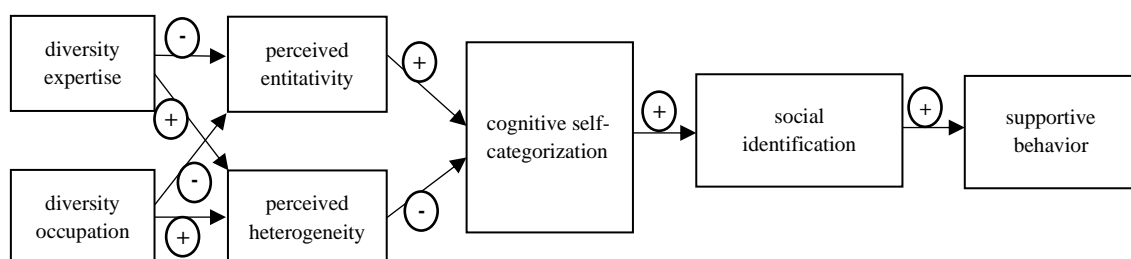 diversity
expertise
-
+
perceived
entitativity
+
diversity
occupation
-
+
perceived
heterogeneity
-
cognitive self-
categorization
+
social
identification
+
supportive
behavior